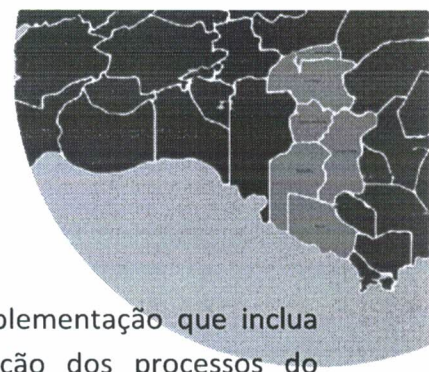 plementação que inclua
ção dos processos do